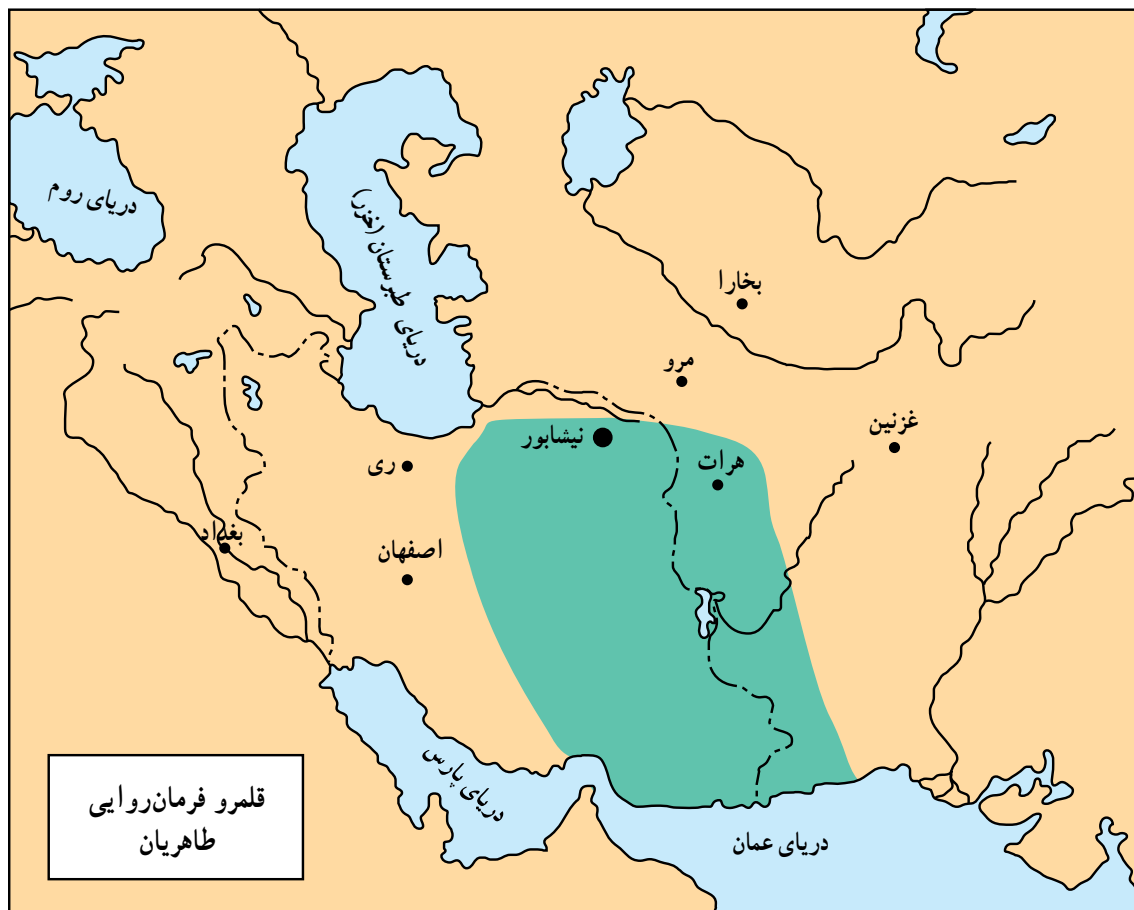 دریای روم
دریای طبرستان (خزر)
بخارا
مرو
غزنین
نیشابور
هرات
ری
بغداد
اصفهان
دریای پارس
دریای عمان
قلمرو فرمان‌روایی
طاهریان